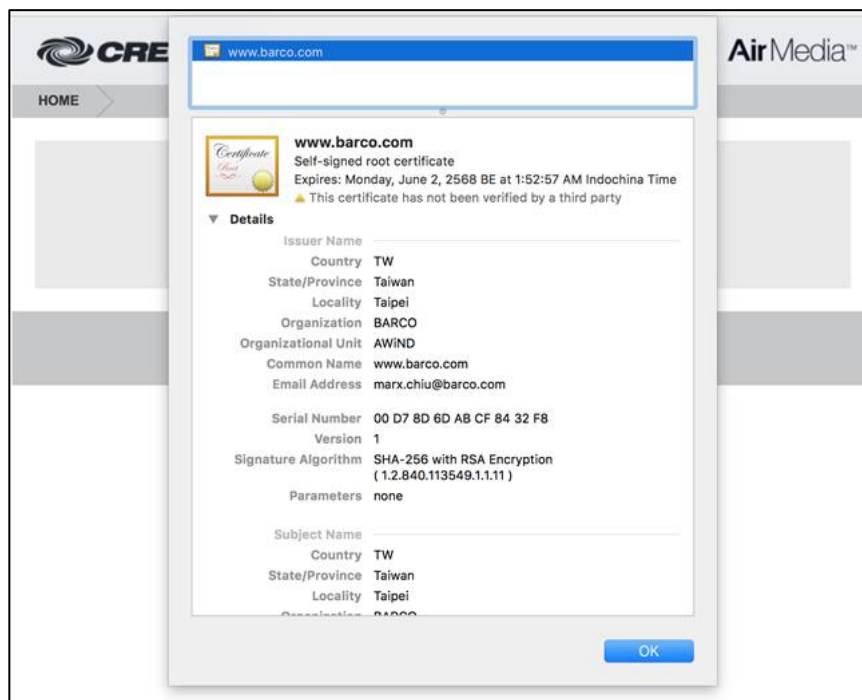 CRE
AirMedia™
HOME
www.barco.com
Certificate
Root
www.barco.com
Self-signed root certificate
Expires: Monday, June 2, 2568 BE at 1:52:57 AM Indochina Time
This certificate has not been verified by a third party
Details
Issuer Name
Country TW
State/Province Taiwan
Locality Taipei
Organization BARCO
Organizational Unit AWiND
Common Name www.barco.com
Email Address marx.chiu@barco.com
Serial Number 00 D7 8D 6D AB CF 84 32 F8
Version 1
Signature Algorithm SHA-256 with RSA Encryption
( 1.2.840.113549.1.1.11 )
Parameters none
Subject Name
Country TW
State/Province Taiwan
Locality Taipei
Organization BARCO
OK